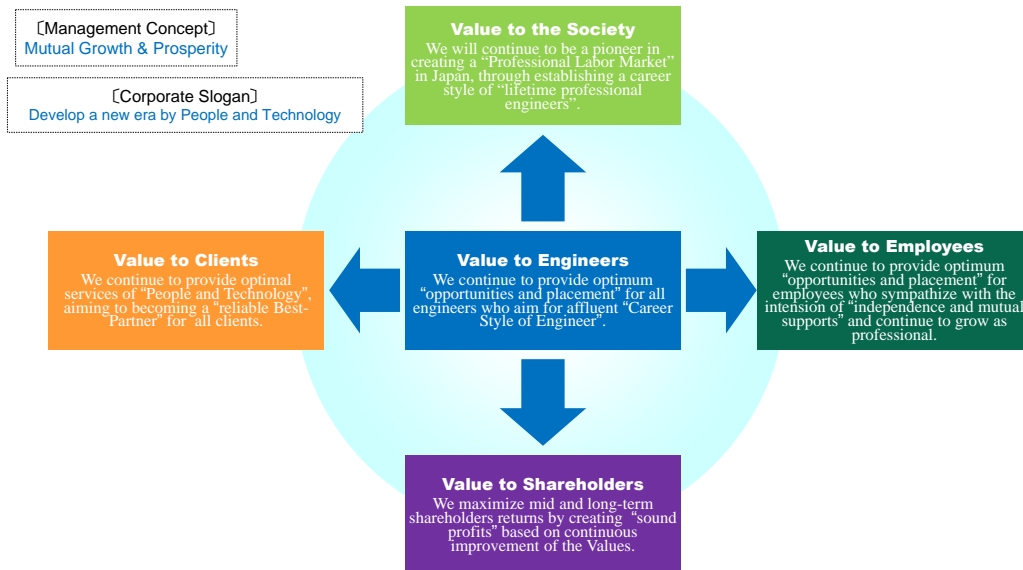 〔Management Concept〕
Mutual Growth & Prosperity
〔Corporate Slogan〕
Develop a new era by People and Technology
Value to the Society
We will continue to be a pioneer in
creating a “Professional Labor Market”
in Japan, through establishing a career
style of “lifetime professional
engineers”.
Value to Clients
We continue to provide optimal
services of “People and Technology”,
aiming to becoming a “reliable Best-
Partner” for all clients.
Value to Engineers
We continue to provide optimum
“opportunities and placement” for all
engineers who aim for affluent “Career
Style of Engineer”.
Value to Employees
We continue to provide optimum
“opportunities and placement” for
employees who sympathize with the
intension of “independence and mutual
supports” and continue to grow as
professional.
Value to Shareholders
We maximize mid and long-term
shareholders returns by creating “sound
profits” based on continuous
improvement of the Values.